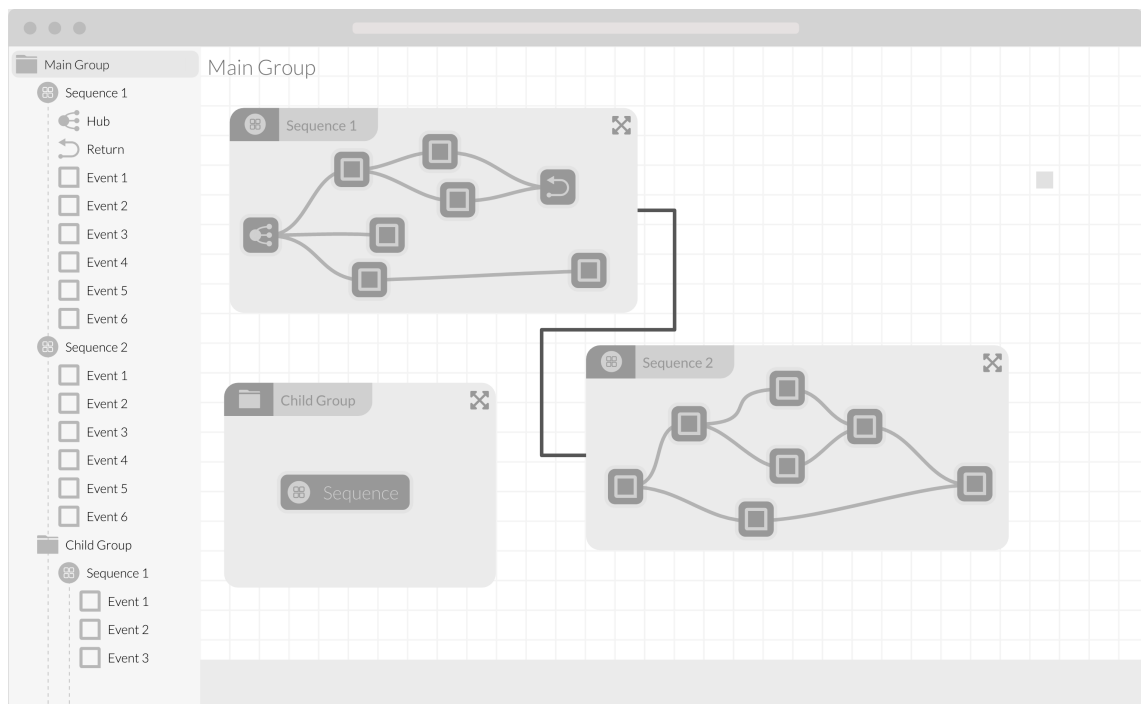 Main Group
Sequence 1
Hub
Return
Event 1
Event 2
Event 3
Event 4
Event 5
Event 6
Sequence 2
Event 1
Event 2
Event 3
Event 4
Event 5
Event 6
Child Group
Sequence 1
Event 1
Event 2
Event 3
Main Group
Sequence 1
Sequence 2
Child Group
Sequence